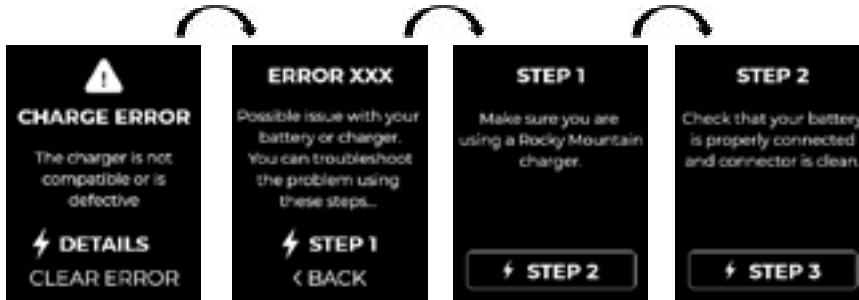 CHARGE ERROR
The charger is not
compatible or is
defective
DETAILS
CLEAR ERROR
ERROR XXX
Possible issue with your
battery or charger.
You can troubleshoot
the problem using
these steps...
STEP 1
< BACK
STEP 1
Make sure you are
using a Rocky Mountain
charger.
STEP 2
STEP 2
Check that your battery
is properly connected
and connector is clean.
STEP 3